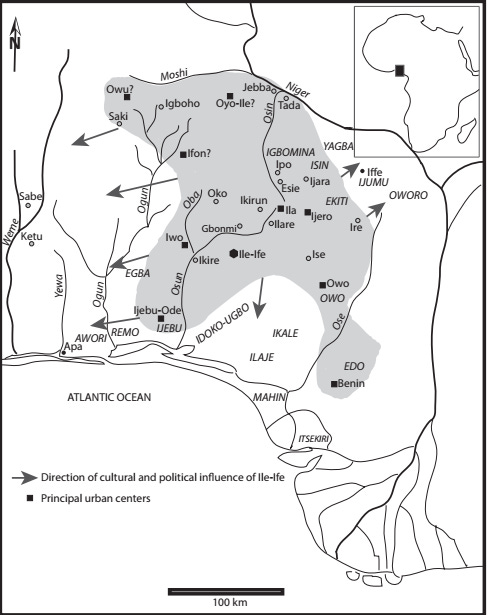 N
Moshi
Jebba
Niger
Owu?
Igboho
Oyo-Ile?
Tada
Saki
Osin
Ifon?
IGBOMINA
YAGBA
Ipo
ISIN
Iffe
Esie
Ijara
IJUMU
Sabe
Ogun
Oba
Oko
Ikirun
Ila
EKITI
OWORO
Ijero
Weme
Ketu
Gbonmi
Ilare
Ire
Iwo
Ile-Ife
Ise
Ikire
EGBA
Yewa
Ogun
Osun
Owo
OWO
Ijebu-Ode
IJEBU
IDOKO-UGBO
Ose
AWORI
REMO
IKALE
Apa
ILAJE
EDO
Benin
ATLANTIC OCEAN
MAHIN
ITSEKIRI
Direction of cultural and political influence of Ile-Ife
Principal urban centers
100 km